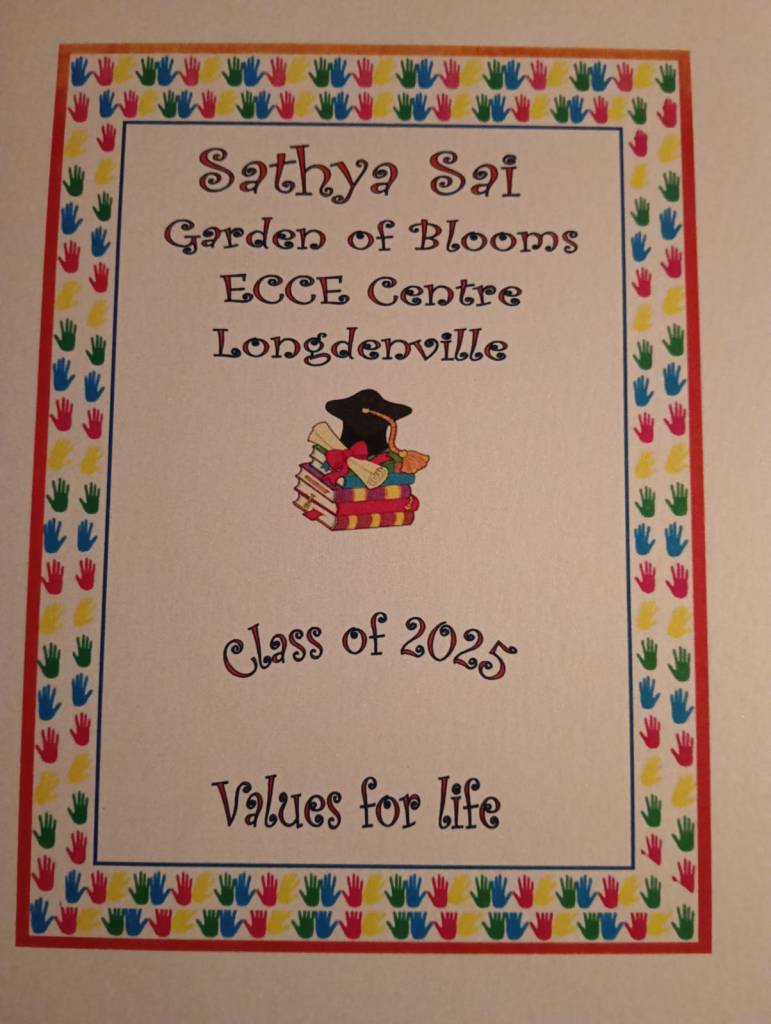 Sathya Sai
Garden of Blooms
ECCE Centre
Longdenville
Class of 2025
Values for life